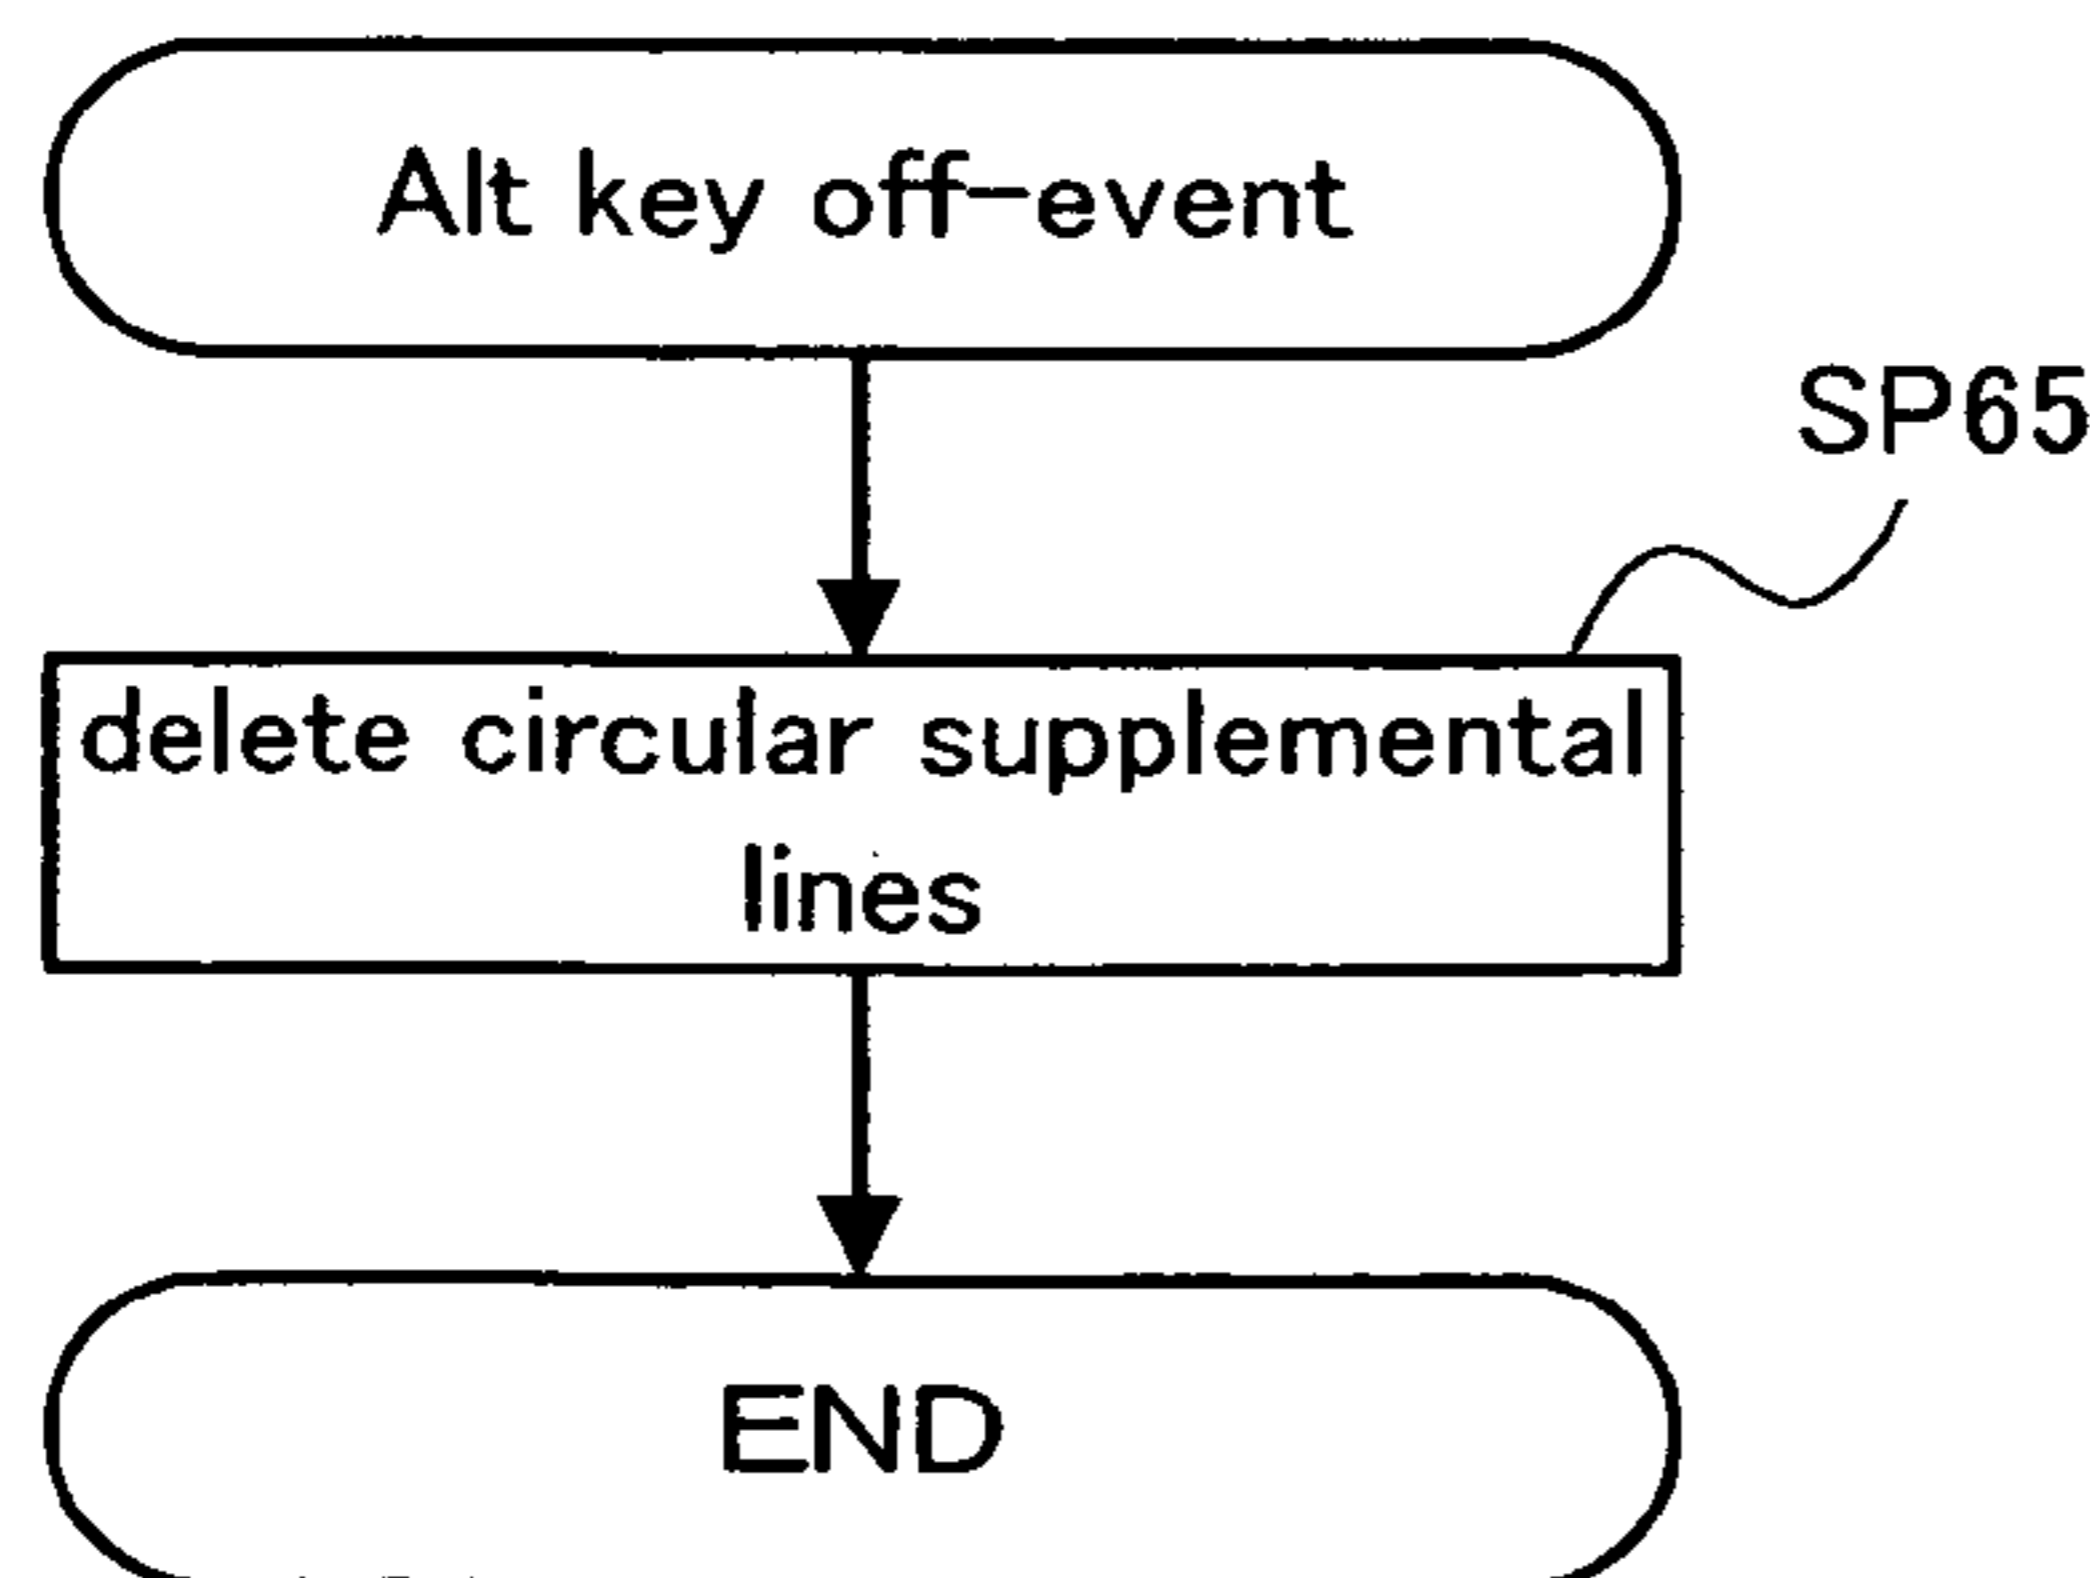 Alt key off-event
SP65
delete circular supplemental
lines
END